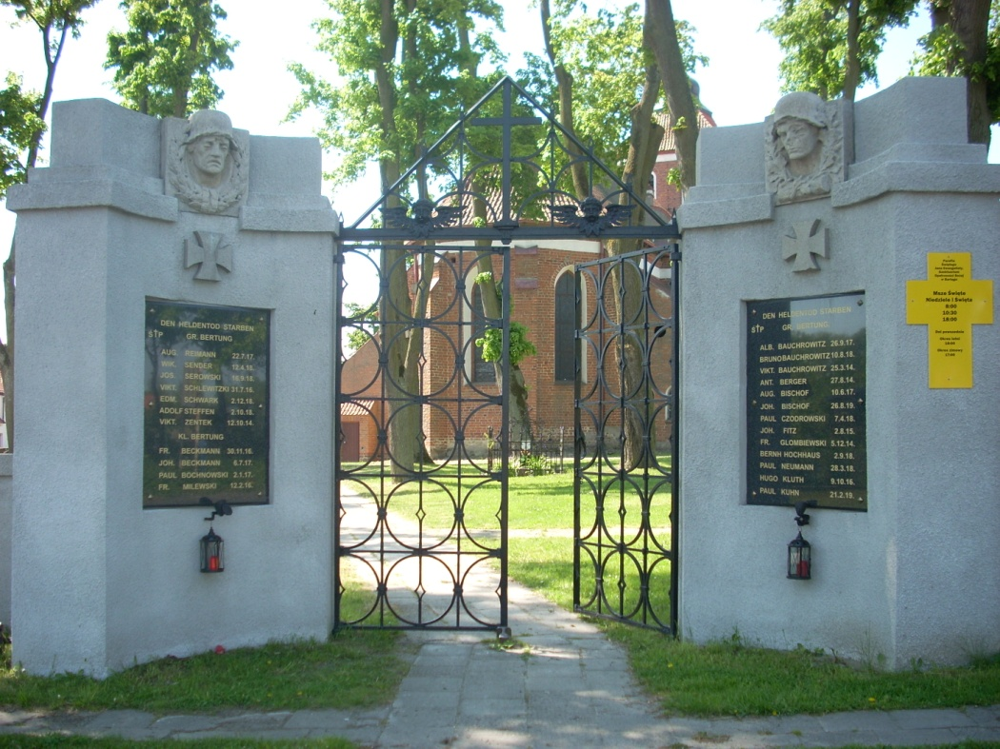 DEN HELDENTOD STARBEN
GR. BERTUNG
AUG. REIMANN 22.7.17.
WIK. SENDER 12.4.18.
JOS. SEROWSKI 16.9.18.
VIKT. SCHLEWITZKI 31.7.16.
EDM. SCHWARK 2.12.18.
ADOLF STEFFEN 2.10.18.
VIKT. ZENTEK 12.10.14.
KL. BERTUNG
FR. BECKMANN 30.11.16.
JOH. BECKMANN 6.7.17.
PAUL BOCHNOWSKI 2.1.17.
FR. MILEWSKI 12.2.16.
DEN HELDENTOD STARBEN
GR. BERTUNG.
ALB. BAUCHROWITZ 26.9.17.
BRUNO BAUCHROWITZ 10.8.18.
VIKT. BAUCHROWITZ 25.3.14.
ANT. BERGER 27.8.14.
AUG. BISCHOF 10.6.17.
JOH. BISCHOF 26.8.19.
PAUL CZODROWSKI 7.4.18.
JOH. FITZ 2.8.15.
FR. GLOMBIEWSKI 5.12.14.
BERNH HOCHHAUS 2.9.18.
PAUL NEUMANN 28.3.18.
HUGO KLUTH 9.10.16.
PAUL KUHN 21.2.19.
Msze Święte
Niedziele i Święta
8:00
10:30
18:00